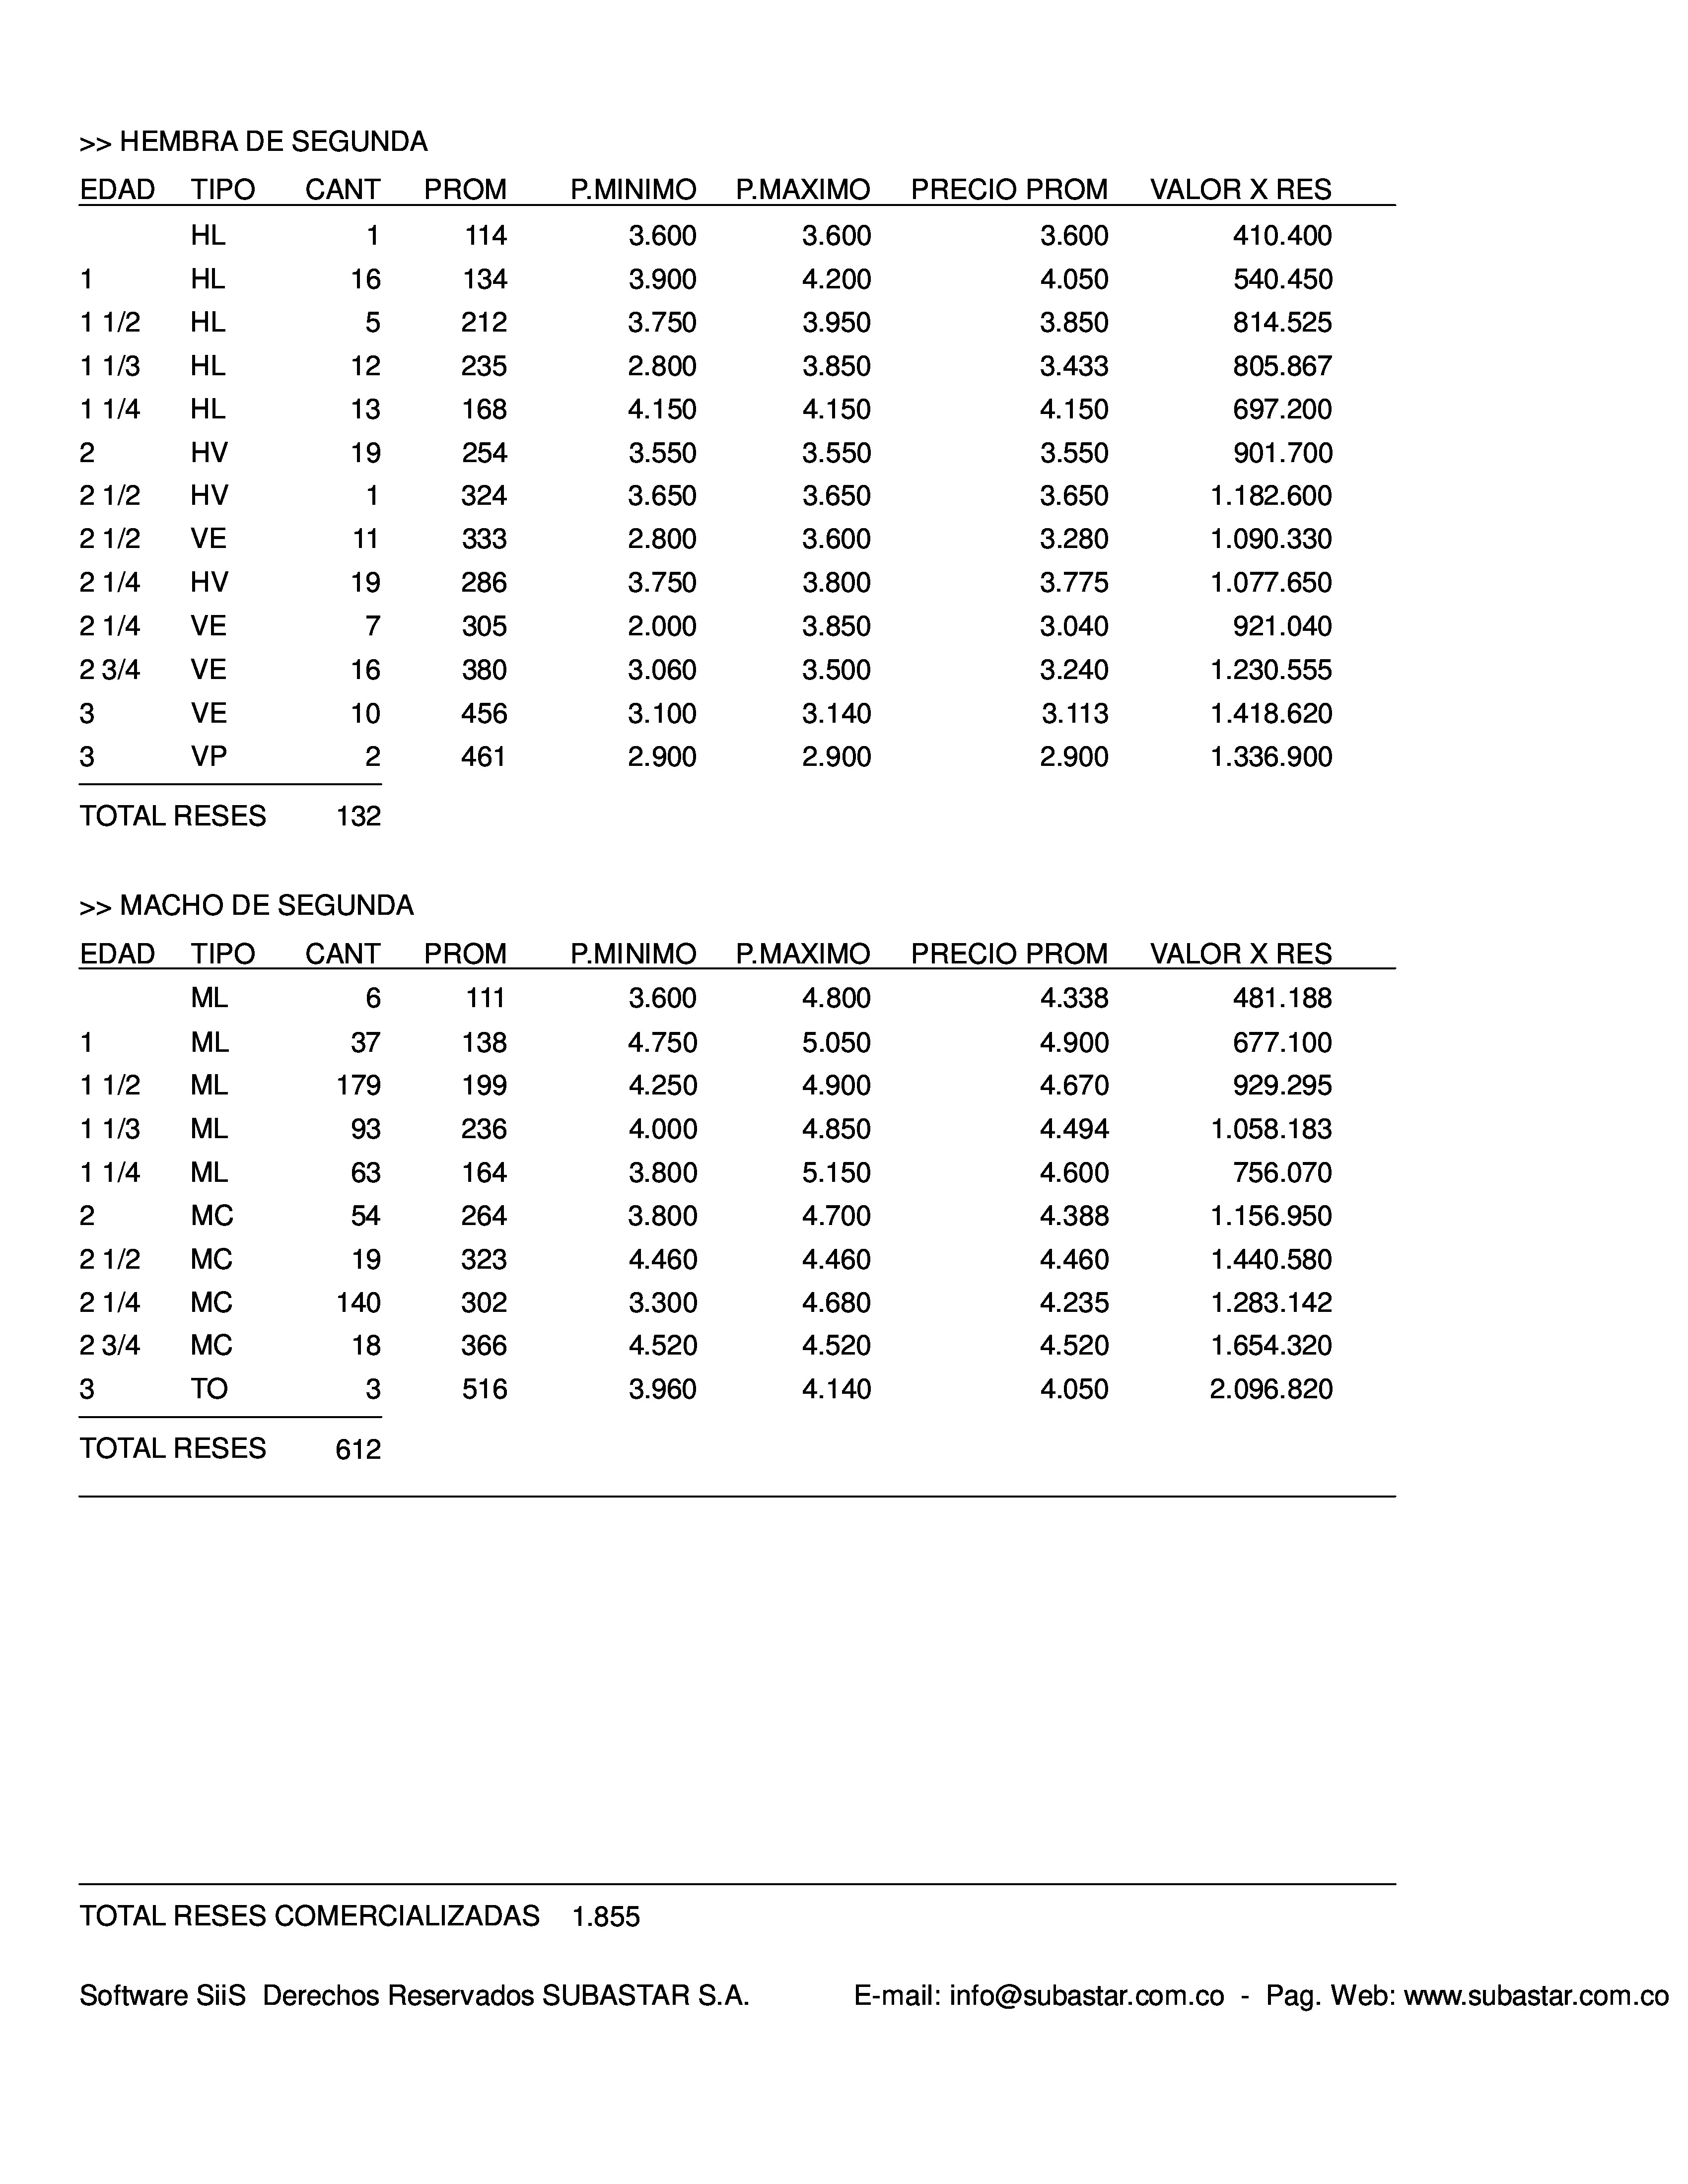 >> HEMBRA DE SEGUNDA
EDAD TIPO CANT PROM P.MINIMO P.MAXIMO PRECIO PROM VALOR X RES
HL 1 114 3.600 3.600 3.600 410.400
1 HL 16 134 3.900 4.200 4.050 540.450
1 1/2 HL 5 212 3.750 3.950 3.850 814.525
1 1/3 HL 12 235 2.800 3.850 3.433 805.867
1 1/4 HL 13 168 4.150 4.150 4.150 697.200
2 HV 19 254 3.550 3.550 3.550 901.700
2 1/2 HV 1 324 3.650 3.650 3.650 1.182.600
2 1/2 VE 11 333 2.800 3.600 3.280 1.090.330
2 1/4 HV 19 286 3.750 3.800 3.775 1.077.650
2 1/4 VE 7 305 2.000 3.850 3.040 921.040
2 3/4 VE 16 380 3.060 3.500 3.240 1.230.555
3 VE 10 456 3.100 3.140 3.113 1.418.620
3 VP 2 461 2.900 2.900 2.900 1.336.900
TOTAL RESES 132
>> MACHO DE SEGUNDA
EDAD TIPO CANT PROM P.MINIMO P.MAXIMO PRECIO PROM VALOR X RES
ML 6 111 3.600 4.800 4.338 481.188
1 ML 37 138 4.750 5.050 4.900 677.100
1 1/2 ML 179 199 4.250 4.900 4.670 929.295
1 1/3 ML 93 236 4.000 4.850 4.494 1.058.183
1 1/4 ML 63 164 3.800 5.150 4.600 756.070
2 MC 54 264 3.800 4.700 4.388 1.156.950
2 1/2 MC 19 323 4.460 4.460 4.460 1.440.580
2 1/4 MC 140 302 3.300 4.680 4.235 1.283.142
2 3/4 MC 18 366 4.520 4.520 4.520 1.654.320
3 TO 3 516 3.960 4.140 4.050 2.096.820
TOTAL RESES 612
TOTAL RESES COMERCIALIZADAS 1.855
Software SiiS Derechos Reservados SUBASTAR S.A. E-mail: info@subastar.com.co - Pag. Web: www.subastar.com.co